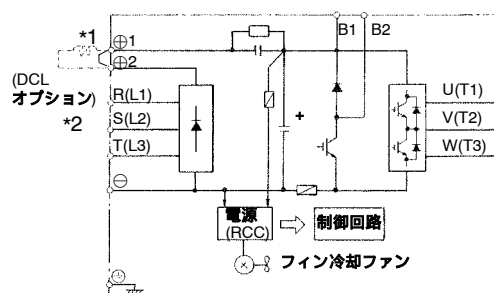 *1
⊕1
⊕2
B1 B2
(DCL
オプション)
*2
R(L1)
S(L2)
T(L3)
+
U(T1)
V(T2)
W(T3)
⊖
電源
(RCC)
制御回路
フィン冷却ファン